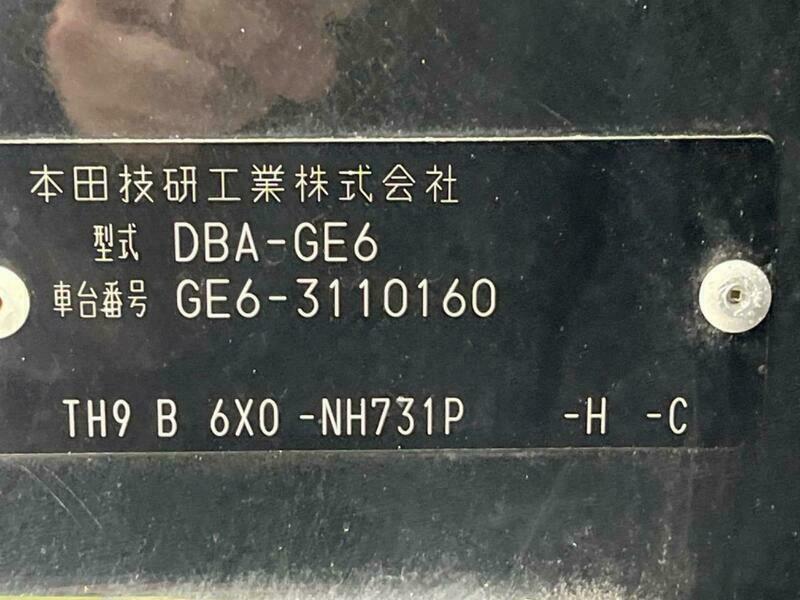 本田技研工業株式会社
型式 DBA-GE6
車台番号 GE6-3110160
TH9 B 6X0 -NH731P -H -C